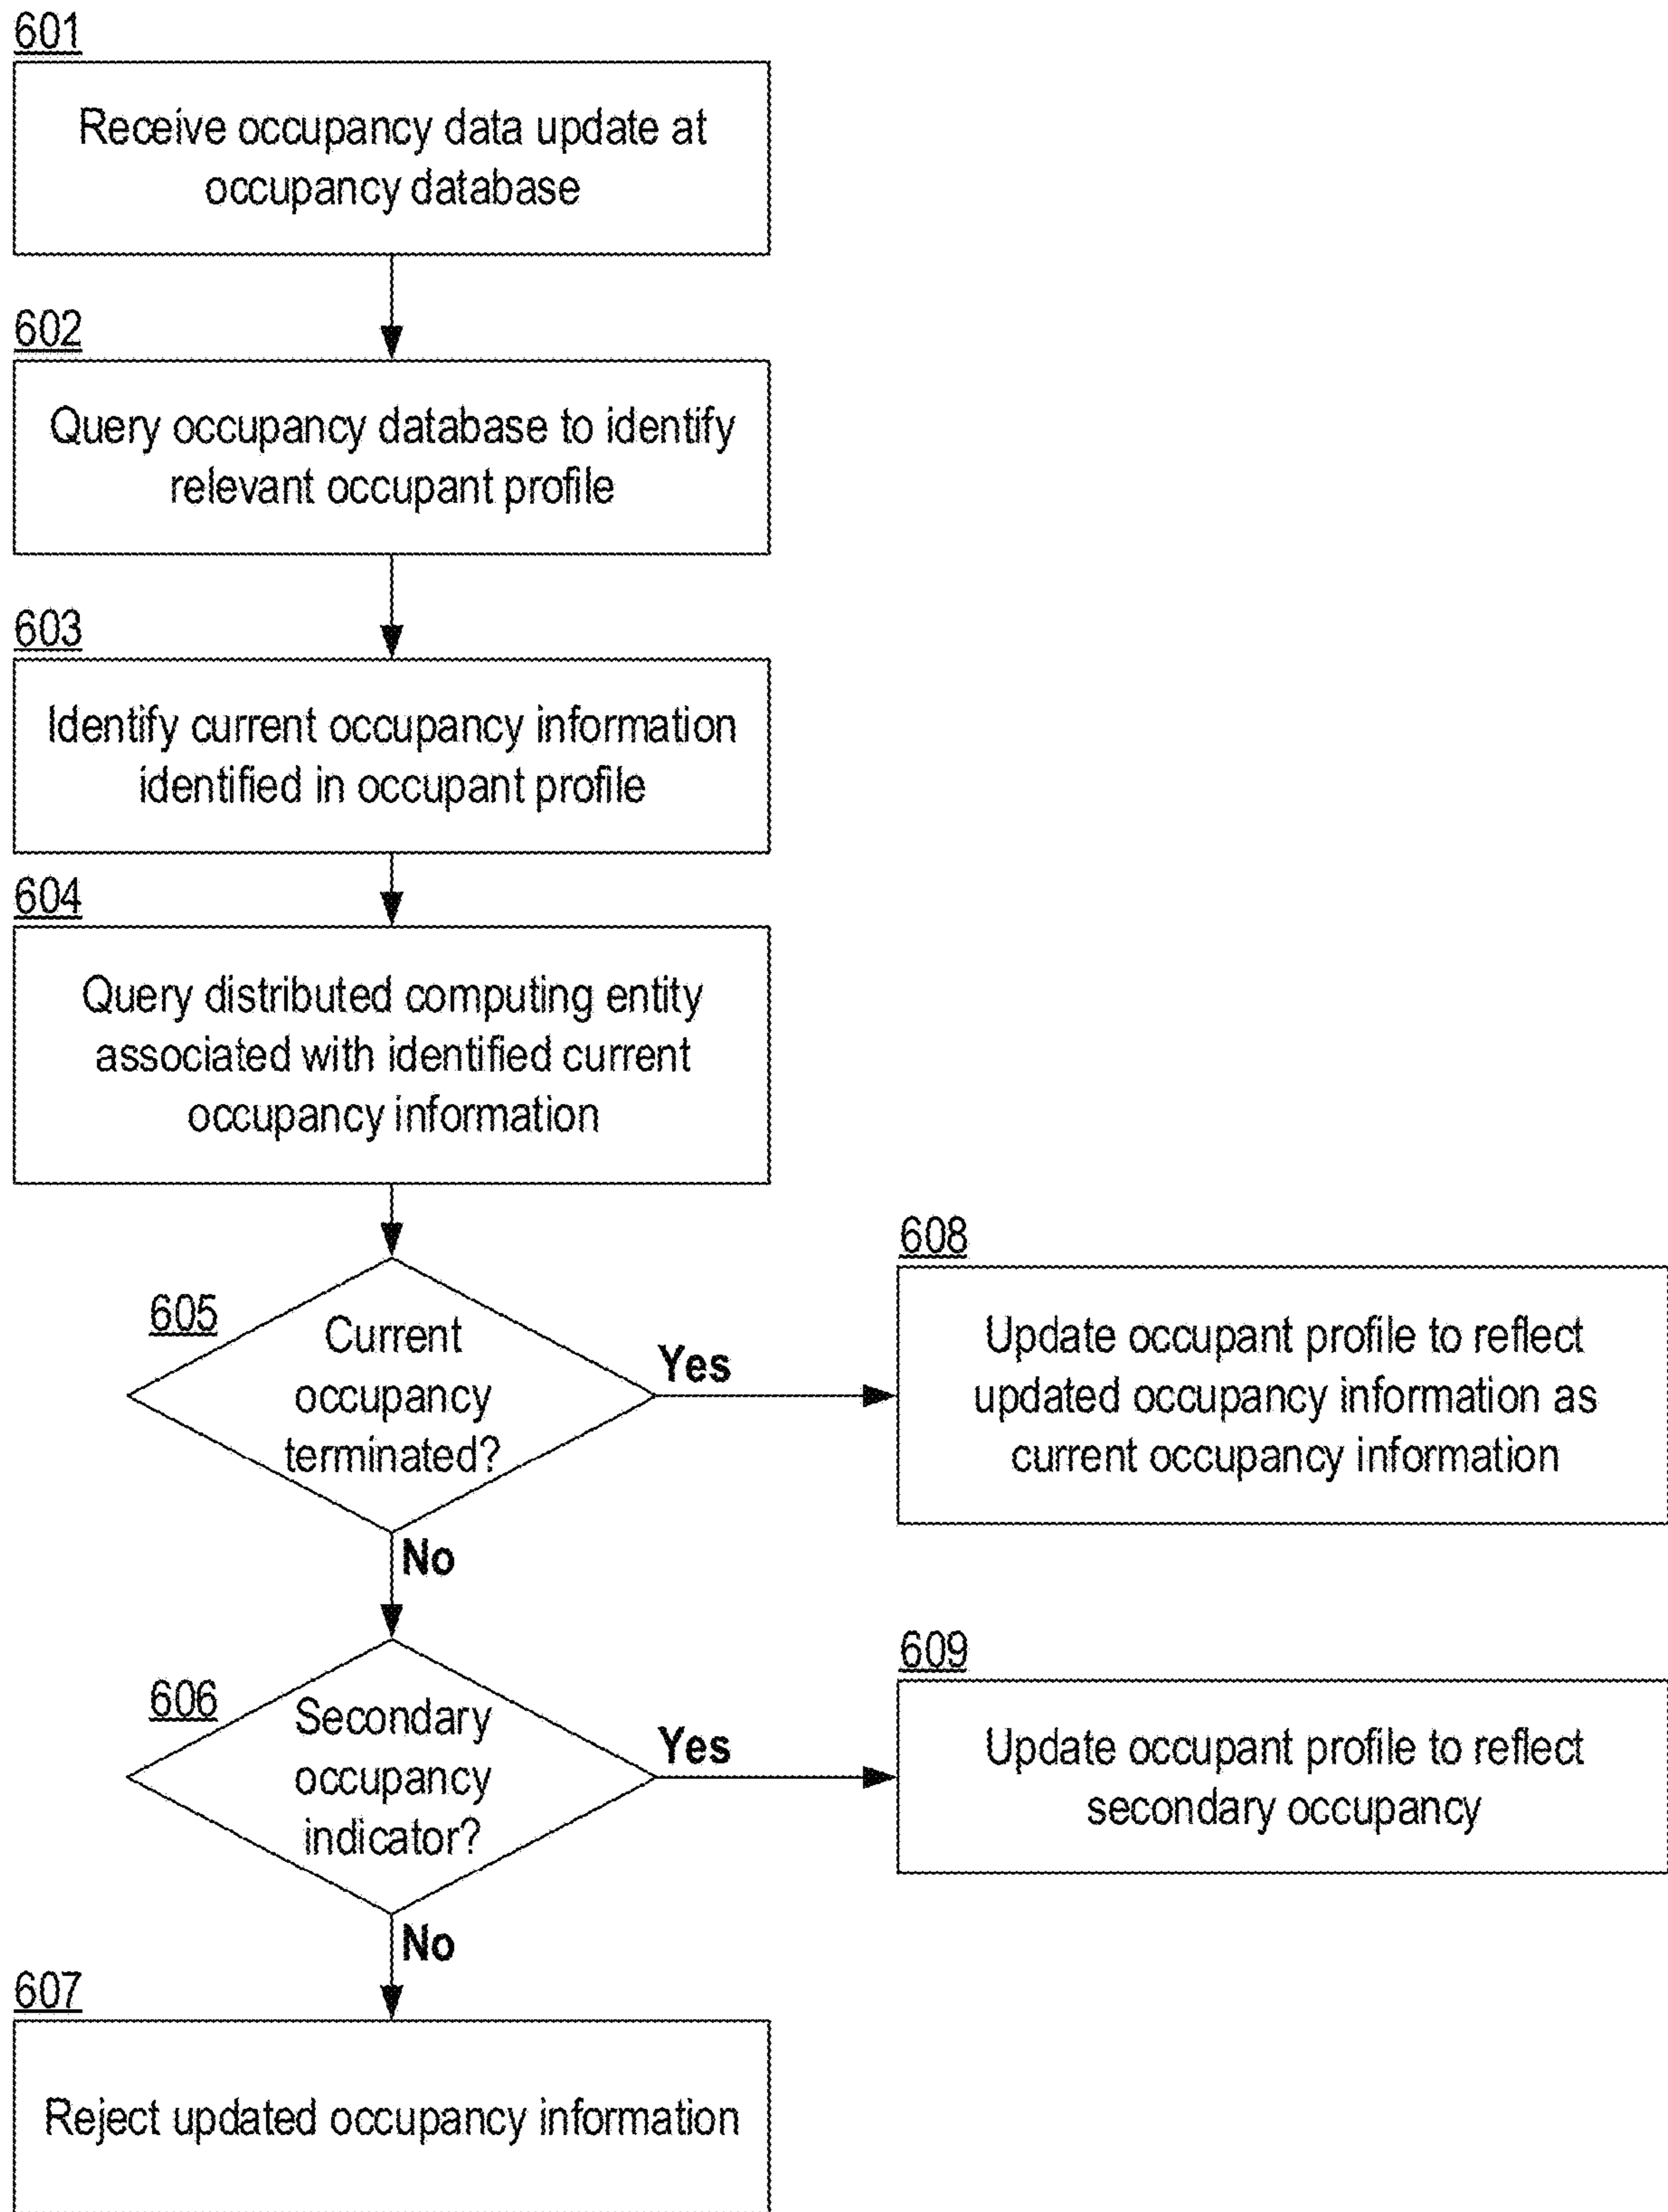 601
Receive occupancy data update at
occupancy database
602
Query occupancy database to identify
relevant occupant profile
603
Identify current occupancy information
identified in occupant profile
604
Query distributed computing entity
associated with identified current
occupancy information
605
Current
occupancy
terminated?
Yes
608
Update occupant profile to reflect
updated occupancy information as
current occupancy information
No
606
Secondary
occupancy
indicator?
Yes
609
Update occupant profile to reflect
secondary occupancy
No
607
Reject updated occupancy information